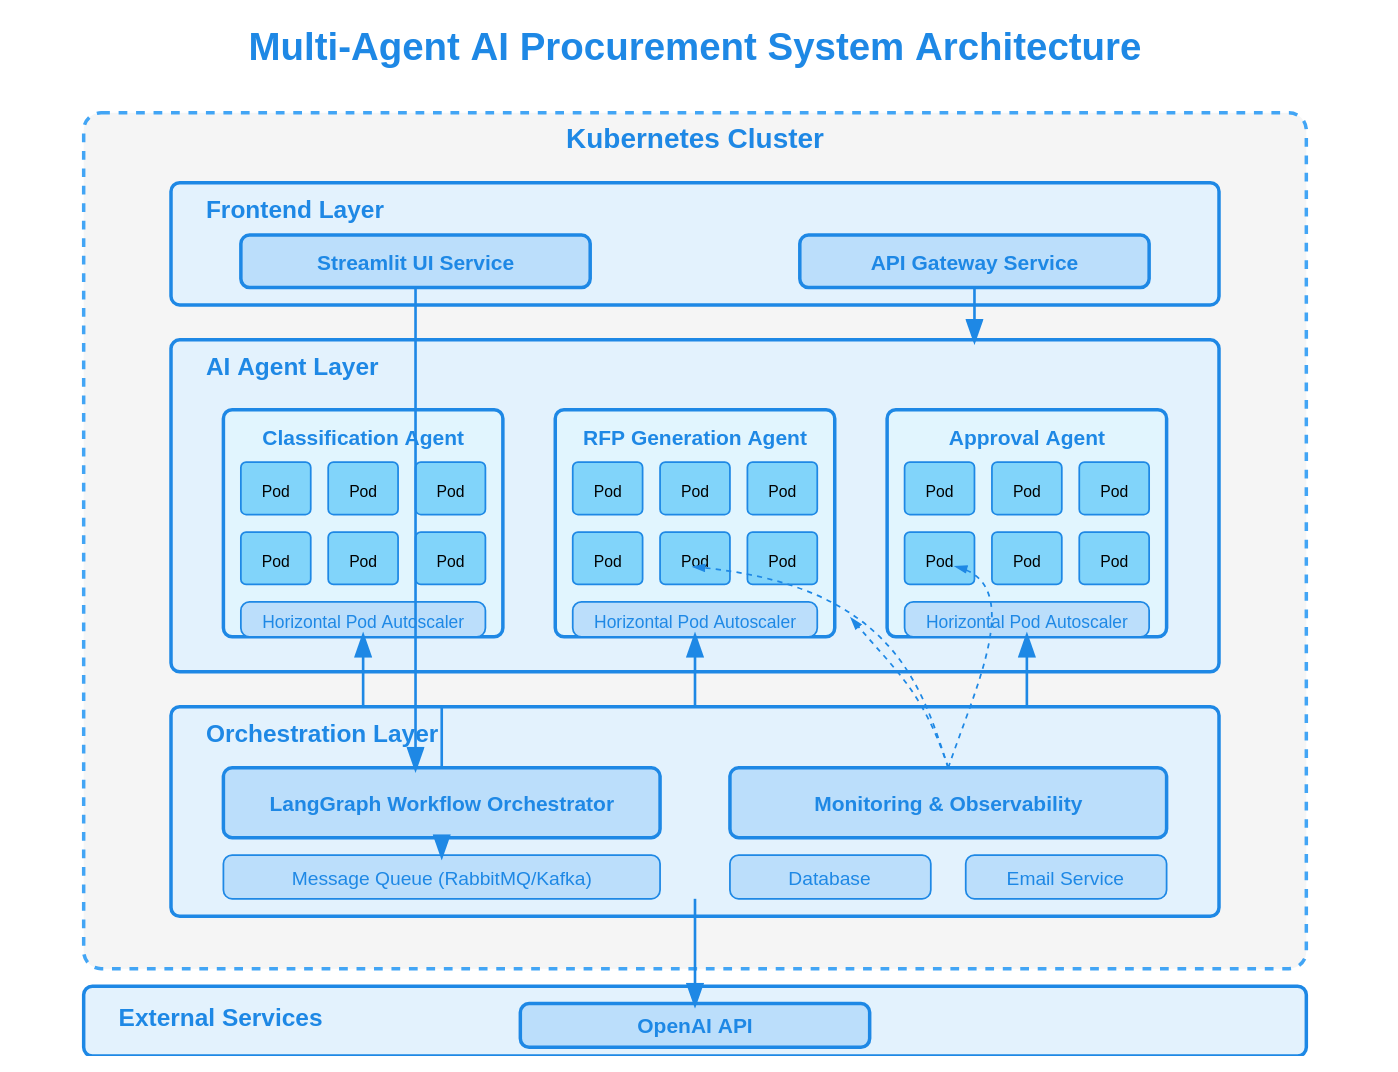 Multi-Agent AI Procurement System Architecture
Kubernetes Cluster
Frontend Layer
Streamlit UI Service
API Gateway Service
AI Agent Layer
Classification Agent
Pod Pod Pod
Pod Pod Pod
Horizontal Pod Autoscaler
RFP Generation Agent
Pod Pod Pod
Pod Pod Pod
Horizontal Pod Autoscaler
Approval Agent
Pod Pod Pod
Pod Pod Pod
Horizontal Pod Autoscaler
Orchestration Layer
LangGraph Workflow Orchestrator
Monitoring & Observability
Message Queue (RabbitMQ/Kafka)
Database
Email Service
External Services
OpenAI API